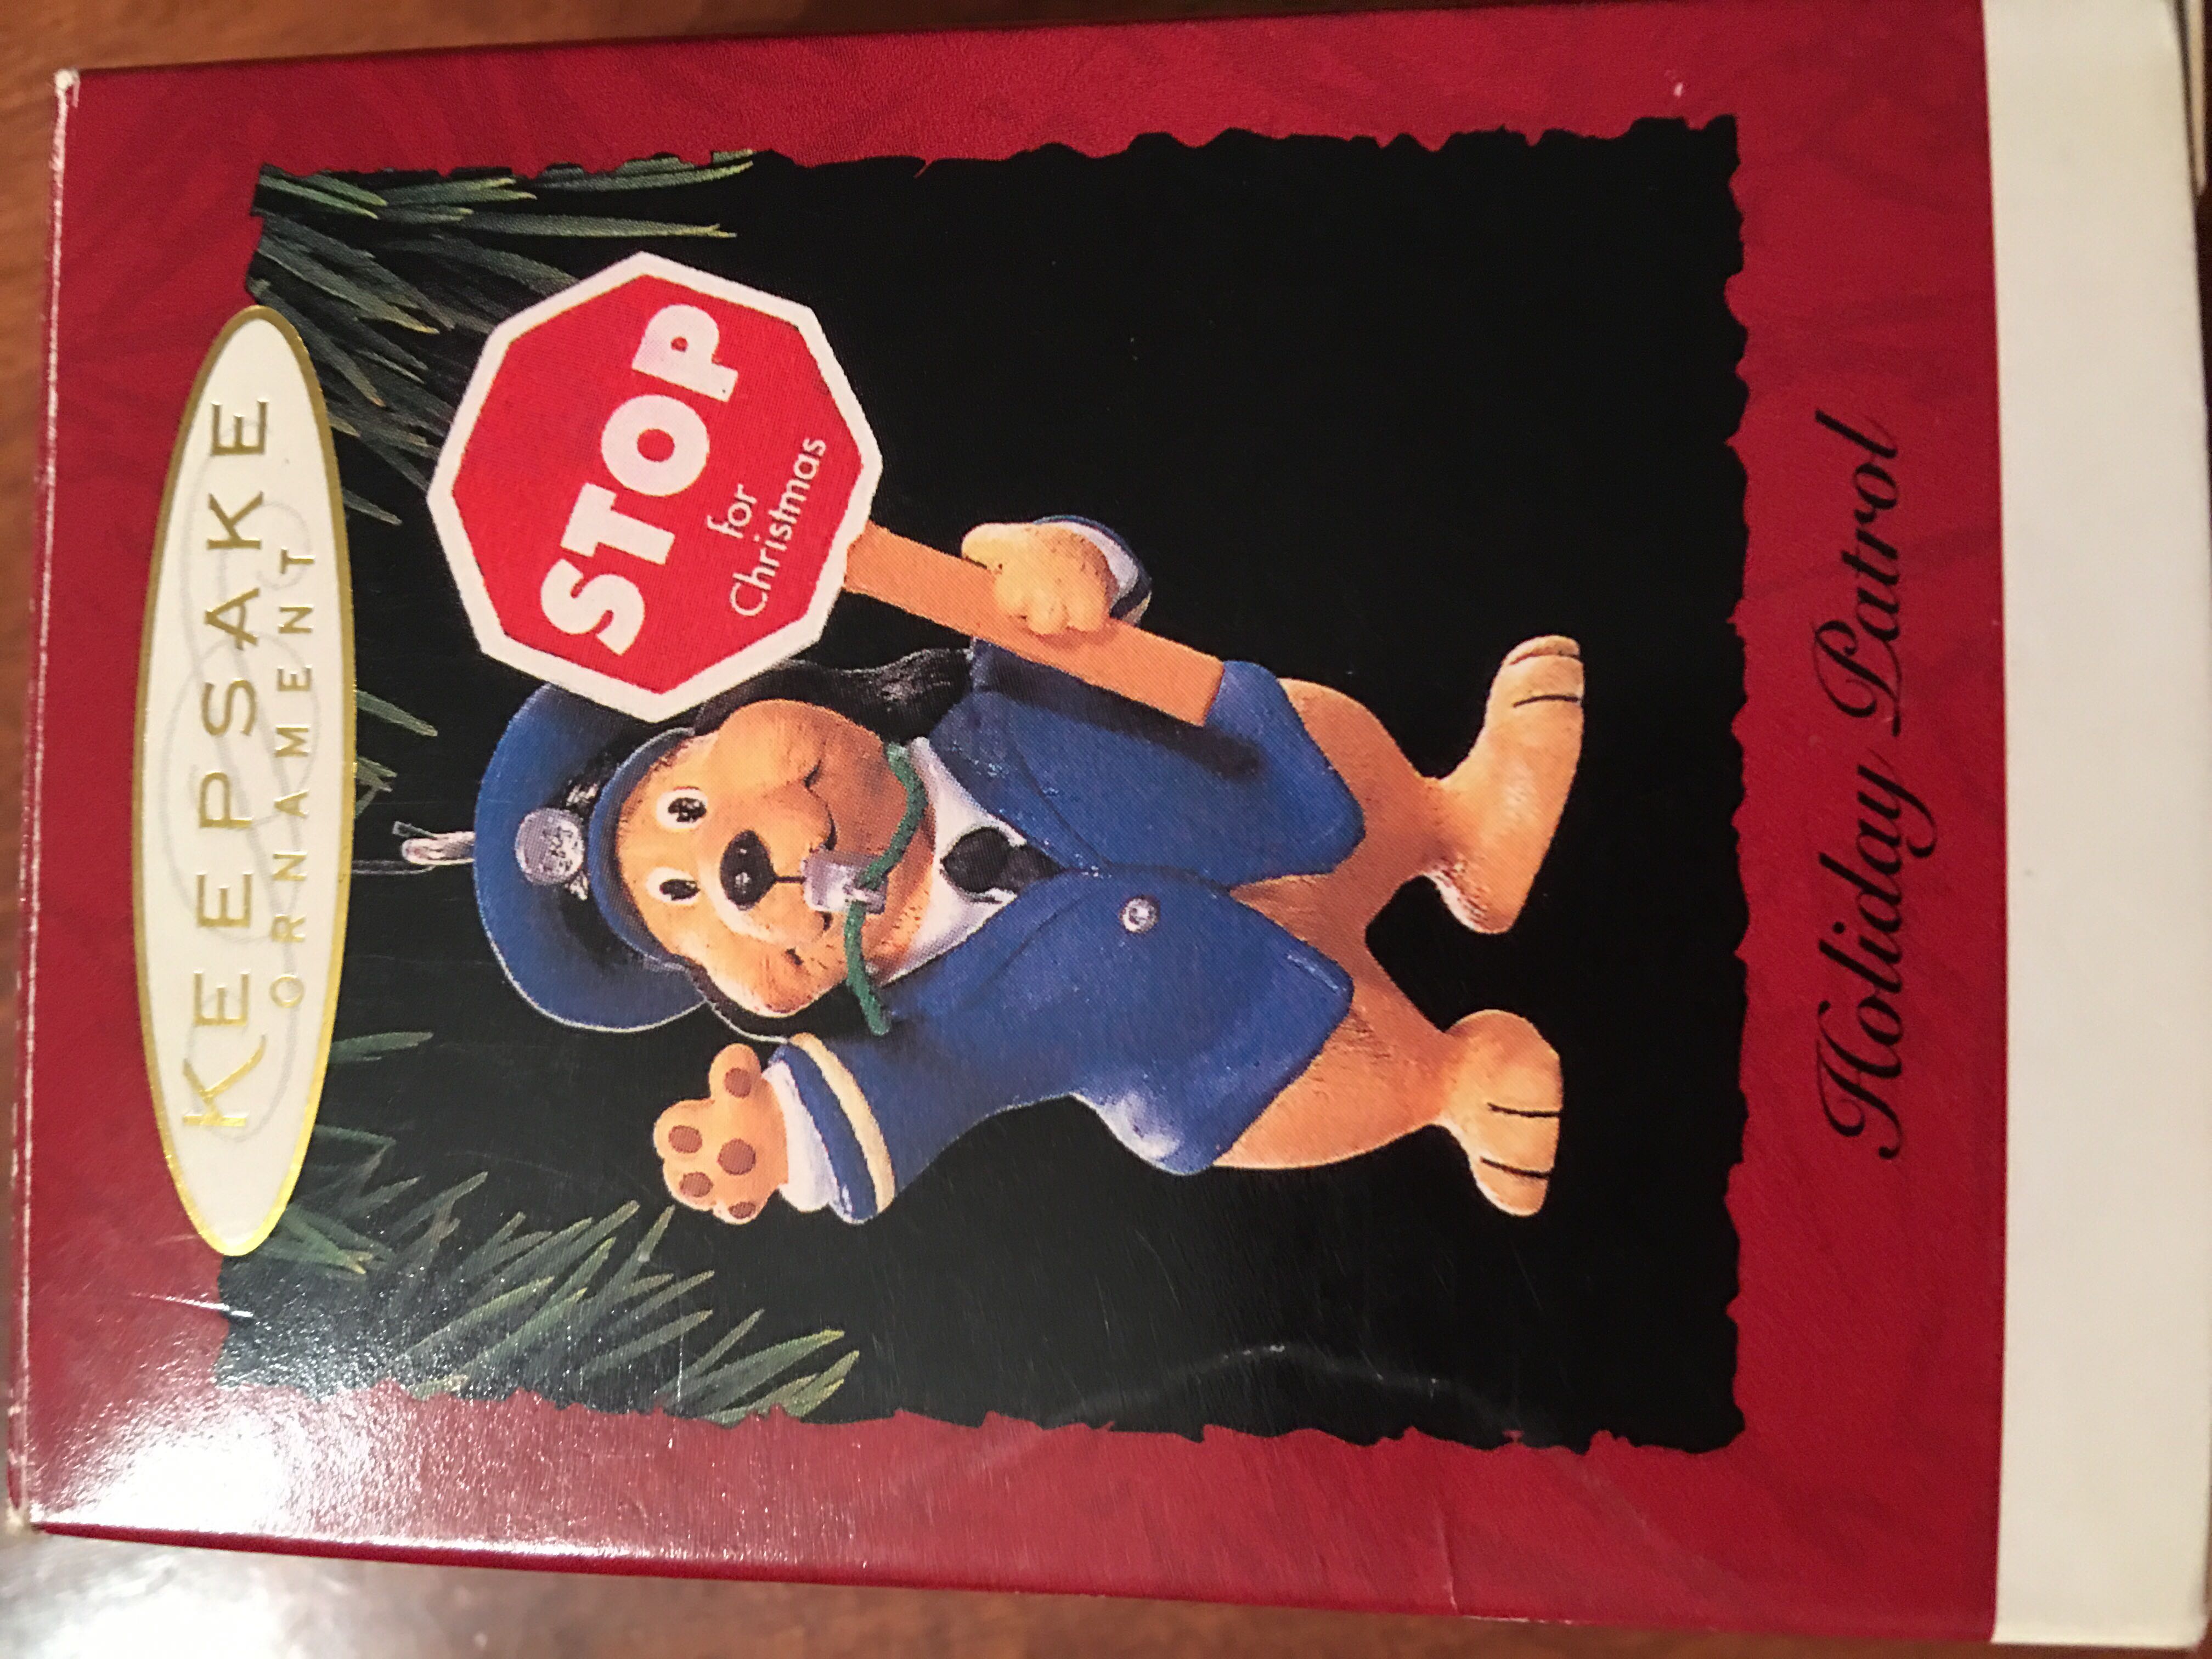 KEEPSAKE
ORNAMENT
STOP
for
Christmas
Holiday Patrol